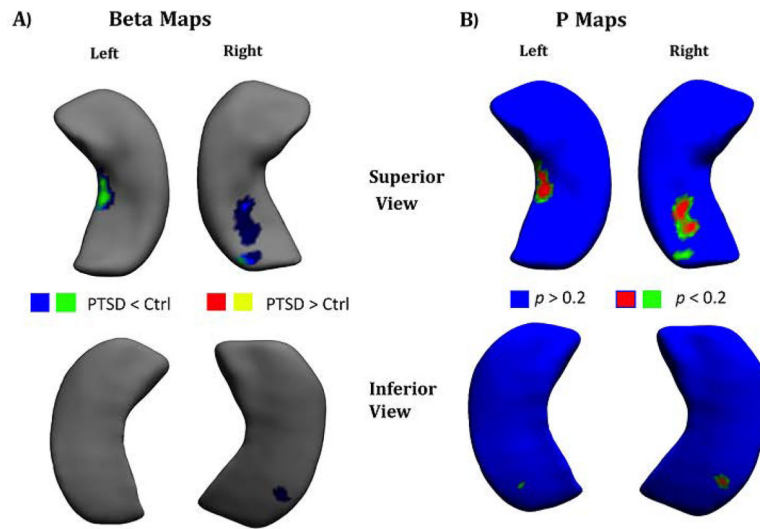 A) Beta Maps
Left Right
B) P Maps
Left Right
Superior
View
PTSD < Ctrl PTSD > Ctrl
p > 0.2 p < 0.2
Inferior
View